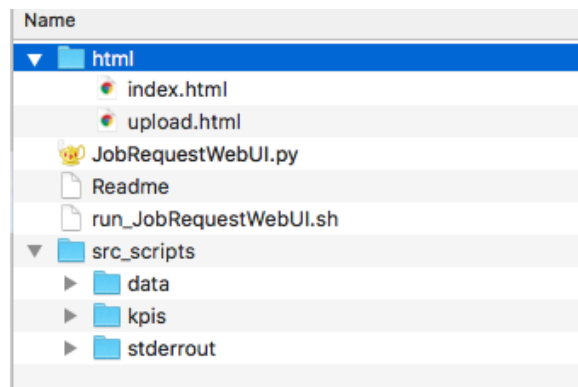 Name
html
index.html
upload.html
JobRequestWebUI.py
Readme
run_JobRequestWebUI.sh
src_scripts
data
kpis
stderrout